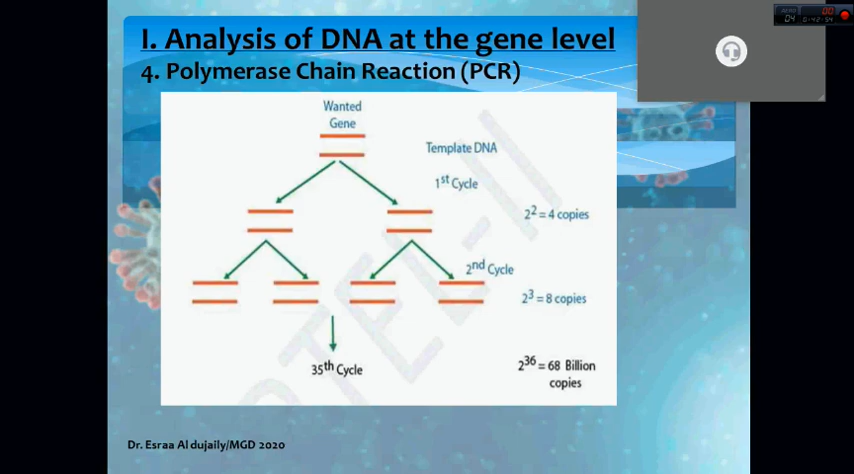 I. Analysis of DNA at the gene level
4. Polymerase Chain Reaction (PCR)
Wanted
Gene
Template DNA
1st Cycle
2² = 4 copies
2nd Cycle
2³ = 8 copies
35th Cycle
2³⁶ = 68 Billion
copies
Dr. Esraa Al dujaily/MGD 2020